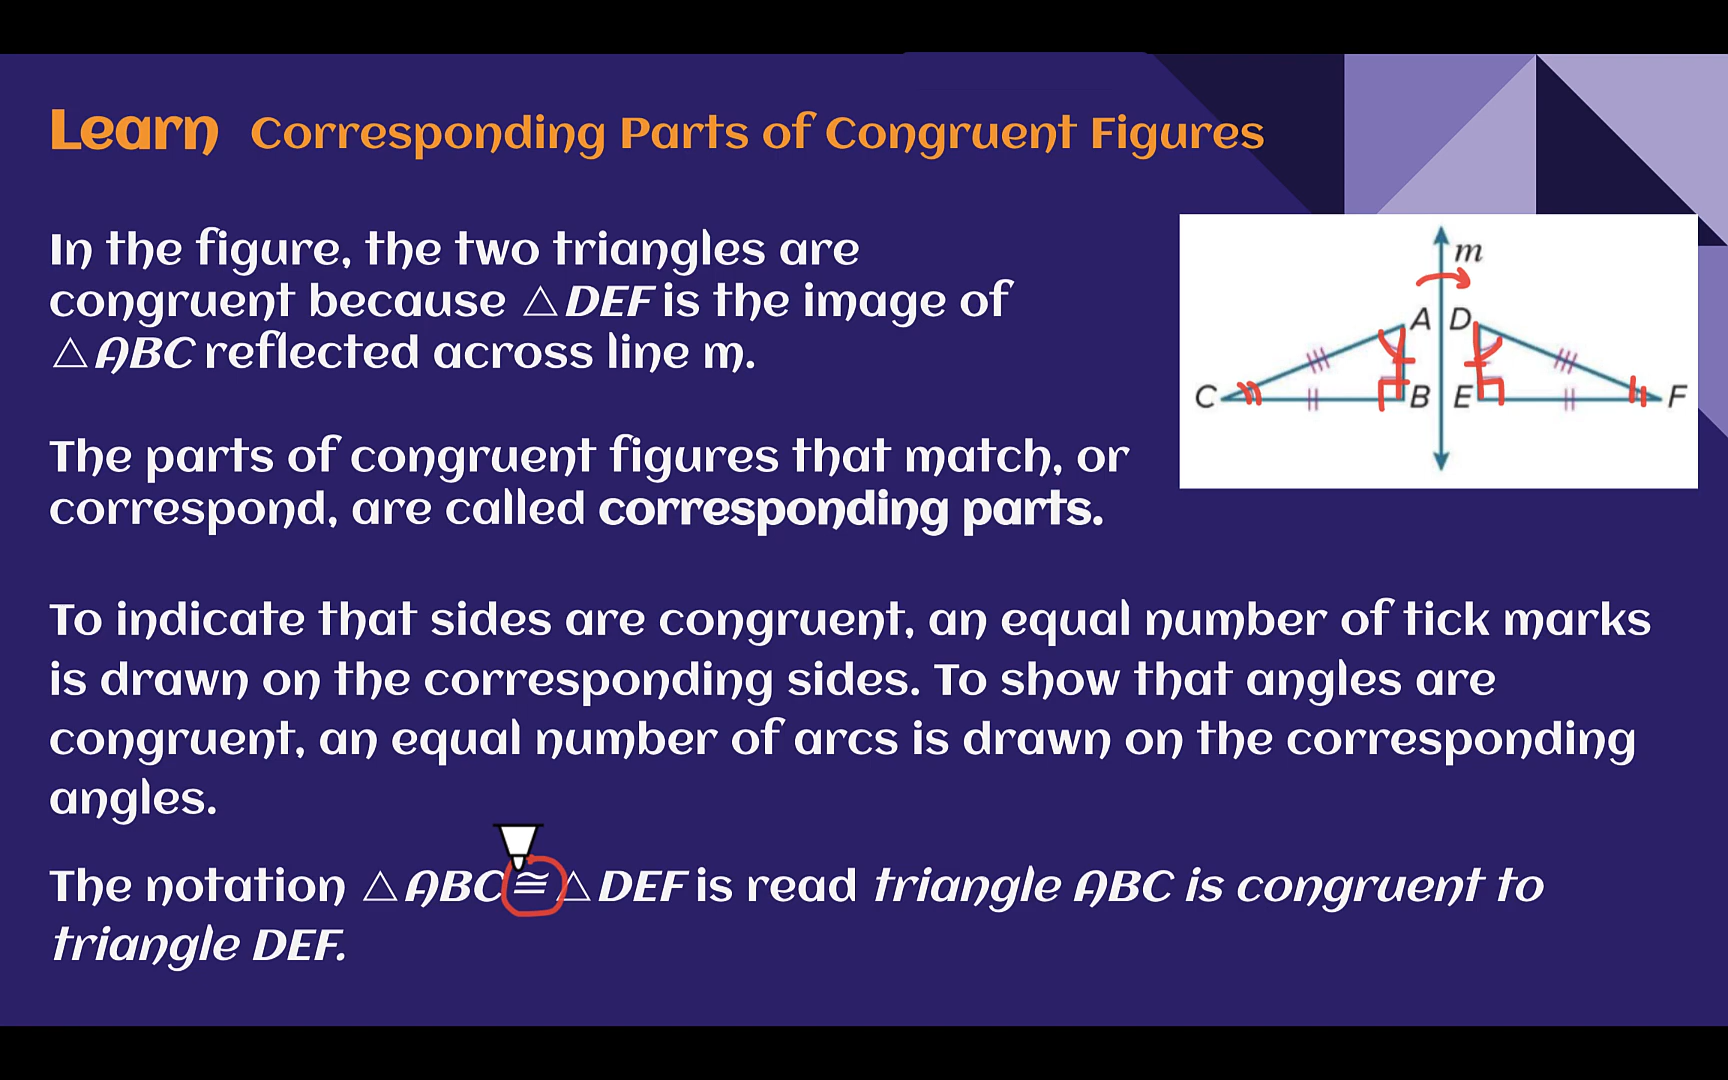 Learn Corresponding Parts of Congruent Figures
In the figure, the two triangles are
congruent because △DEF is the image of
△ABC reflected across line m.
m
A D
C B E F
The parts of congruent figures that match, or
correspond, are called corresponding parts.
To indicate that sides are congruent, an equal number of tick marks
is drawn on the corresponding sides. To show that angles are
congruent, an equal number of arcs is drawn on the corresponding
angles.
The notation △ABC ≅ △DEF is read triangle ABC is congruent to
triangle DEF.